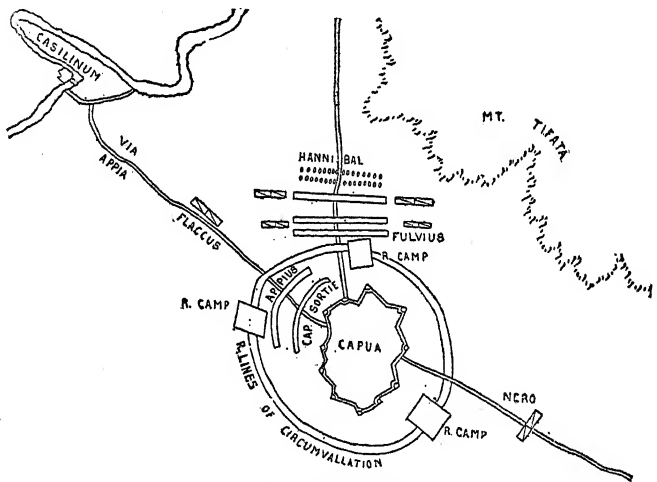 CASILINUM
MT. TIFATA
VIA
APPIA
HANNIBAL
FLACCUS
FULVIUS
R. CAMP
APPIUS
CAP. SORTIE
R. CAMP
CAPUA
NERO
R. CAMP
R. LINES OF CIRCUMVALLATION